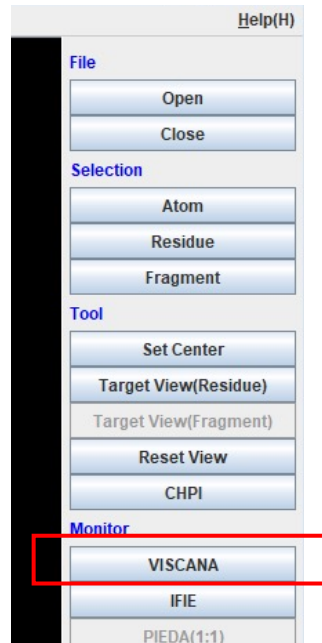 Help(H)
File
Open
Close
Selection
Atom
Residue
Fragment
Tool
Set Center
Target View(Residue)
Target View(Fragment)
Reset View
CHPI
Monitor
VISCANA
IFIE
PIEDA(1:1)